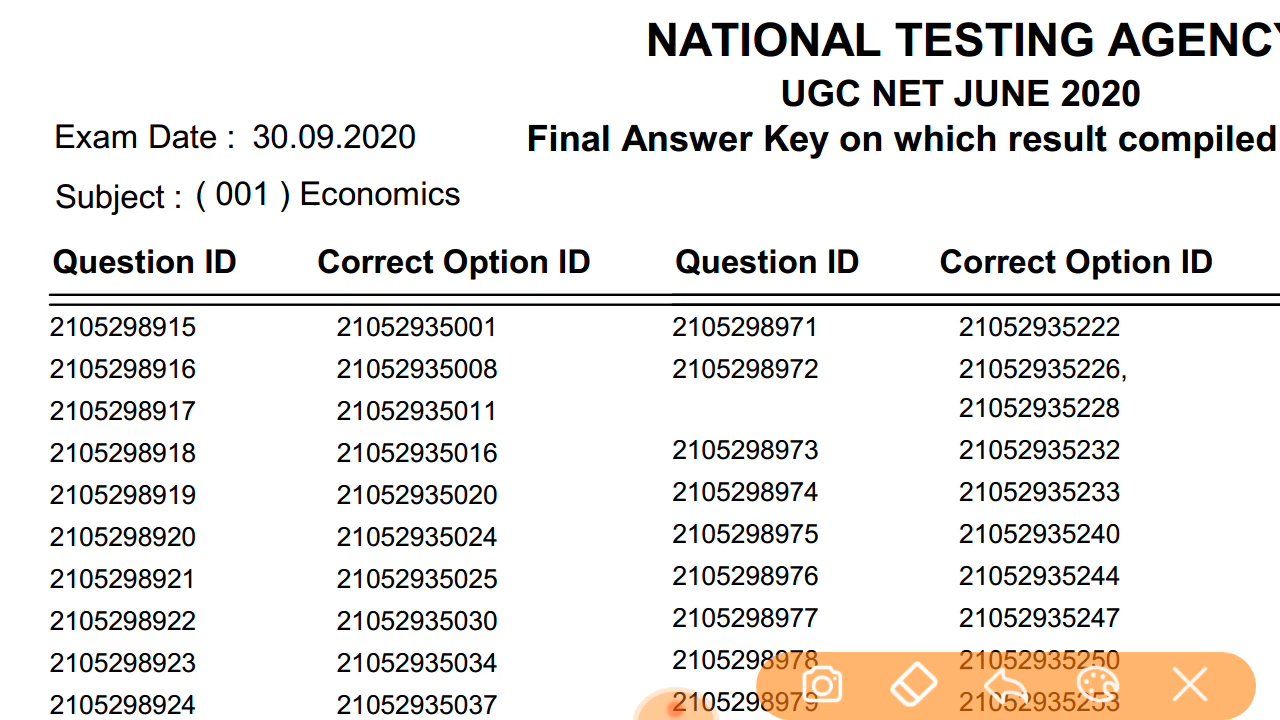 NATIONAL TESTING AGENCY
UGC NET JUNE 2020
Exam Date : 30.09.2020 Final Answer Key on which result compiled
Subject : ( 001 ) Economics
Question ID Correct Option ID Question ID Correct Option ID
2105298915 21052935001 2105298971 21052935222
2105298916 21052935008 2105298972 21052935226,
2105298917 21052935011 21052935228
2105298918 21052935016 2105298973 21052935232
2105298919 21052935020 2105298974 21052935233
2105298920 21052935024 2105298975 21052935240
2105298921 21052935025 2105298976 21052935244
2105298922 21052935030 2105298977 21052935247
2105298923 21052935034 2105298978 21052935250
2105298924 21052935037 2105298979 21052935253